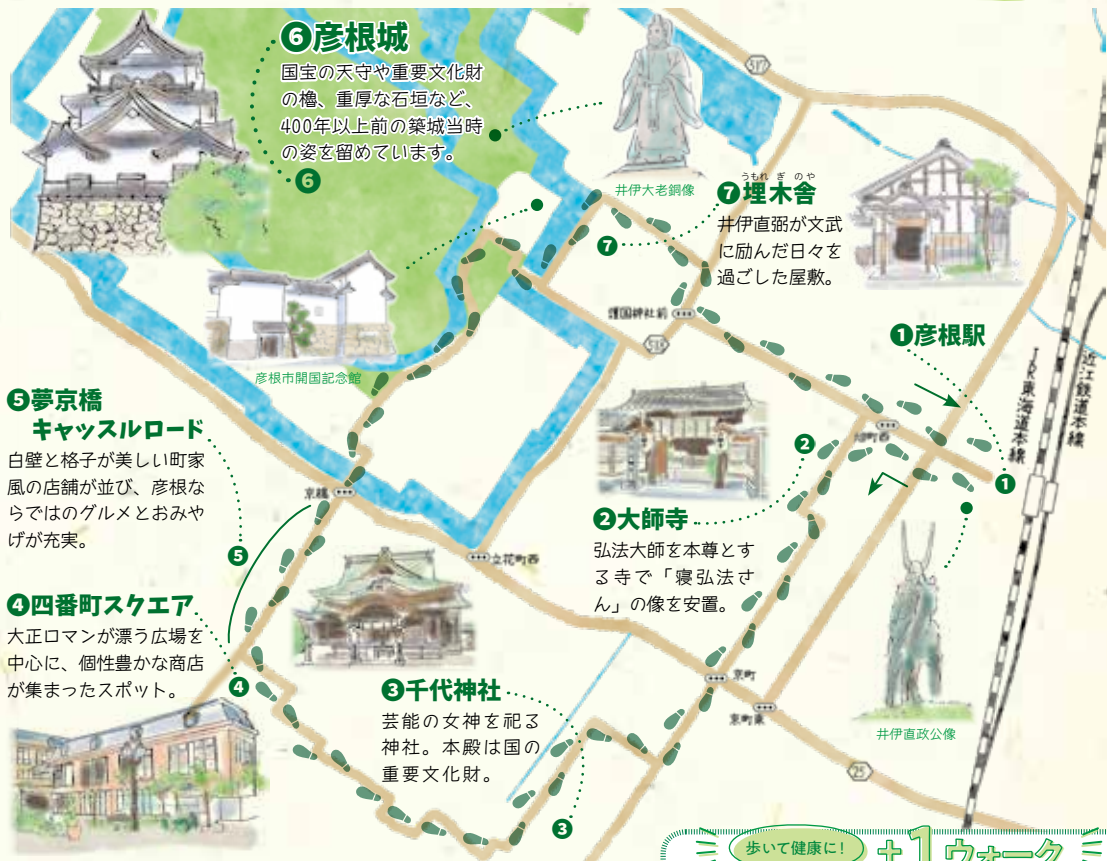 ❻彦根城
国宝の天守や重要文化財
の櫓、重厚な石垣など、
400年以上前の築城当時
の姿を留めています。
❻
井伊大老銅像
うもれぎのや
❼埋木舎
井伊直弼が文武
に励んだ日々を
過ごした屋敷。
❼
517
護国神社前
518
彦根市開国記念館
❶彦根駅
近江鉄道本線
JR東海道本線
旭町西
❶
❺夢京橋
キャッスルロード
白壁と格子が美しい町家
風の店舗が並び、彦根な
らではのグルメとおみや
げが充実。
❺
京橋
立花町西
❷
❷大師寺
弘法大師を本尊とす
る寺で「寝弘法さ
ん」の像を安置。
❹四番町スクエア
大正ロマンが漂う広場を
中心に、個性豊かな商店
が集まったスポット。
❹
❸千代神社
芸能の女神を祀る
神社。本殿は国の
重要文化財。
❸
京町
京町東
25
井伊直政公像
歩いて健康に!
+1ウォーク